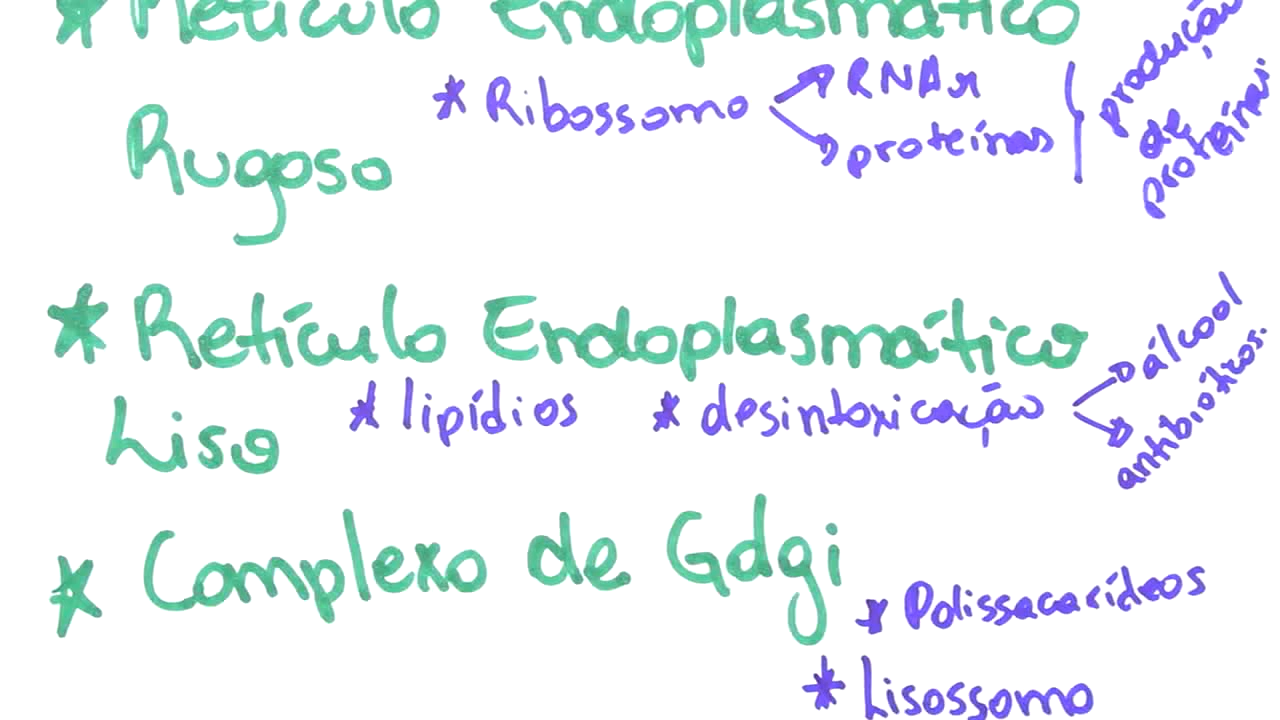 * Retículo Endoplasmático
Rugoso
* Ribossomo
RNAr
proteínas
produção
de
proteínas.
* Retículo Endoplasmático
Liso
* lipídios
* desintoxicação
álcool
antibióticos.
* Complexo de Golgi
* Polissacarídeos
* Lisossomo